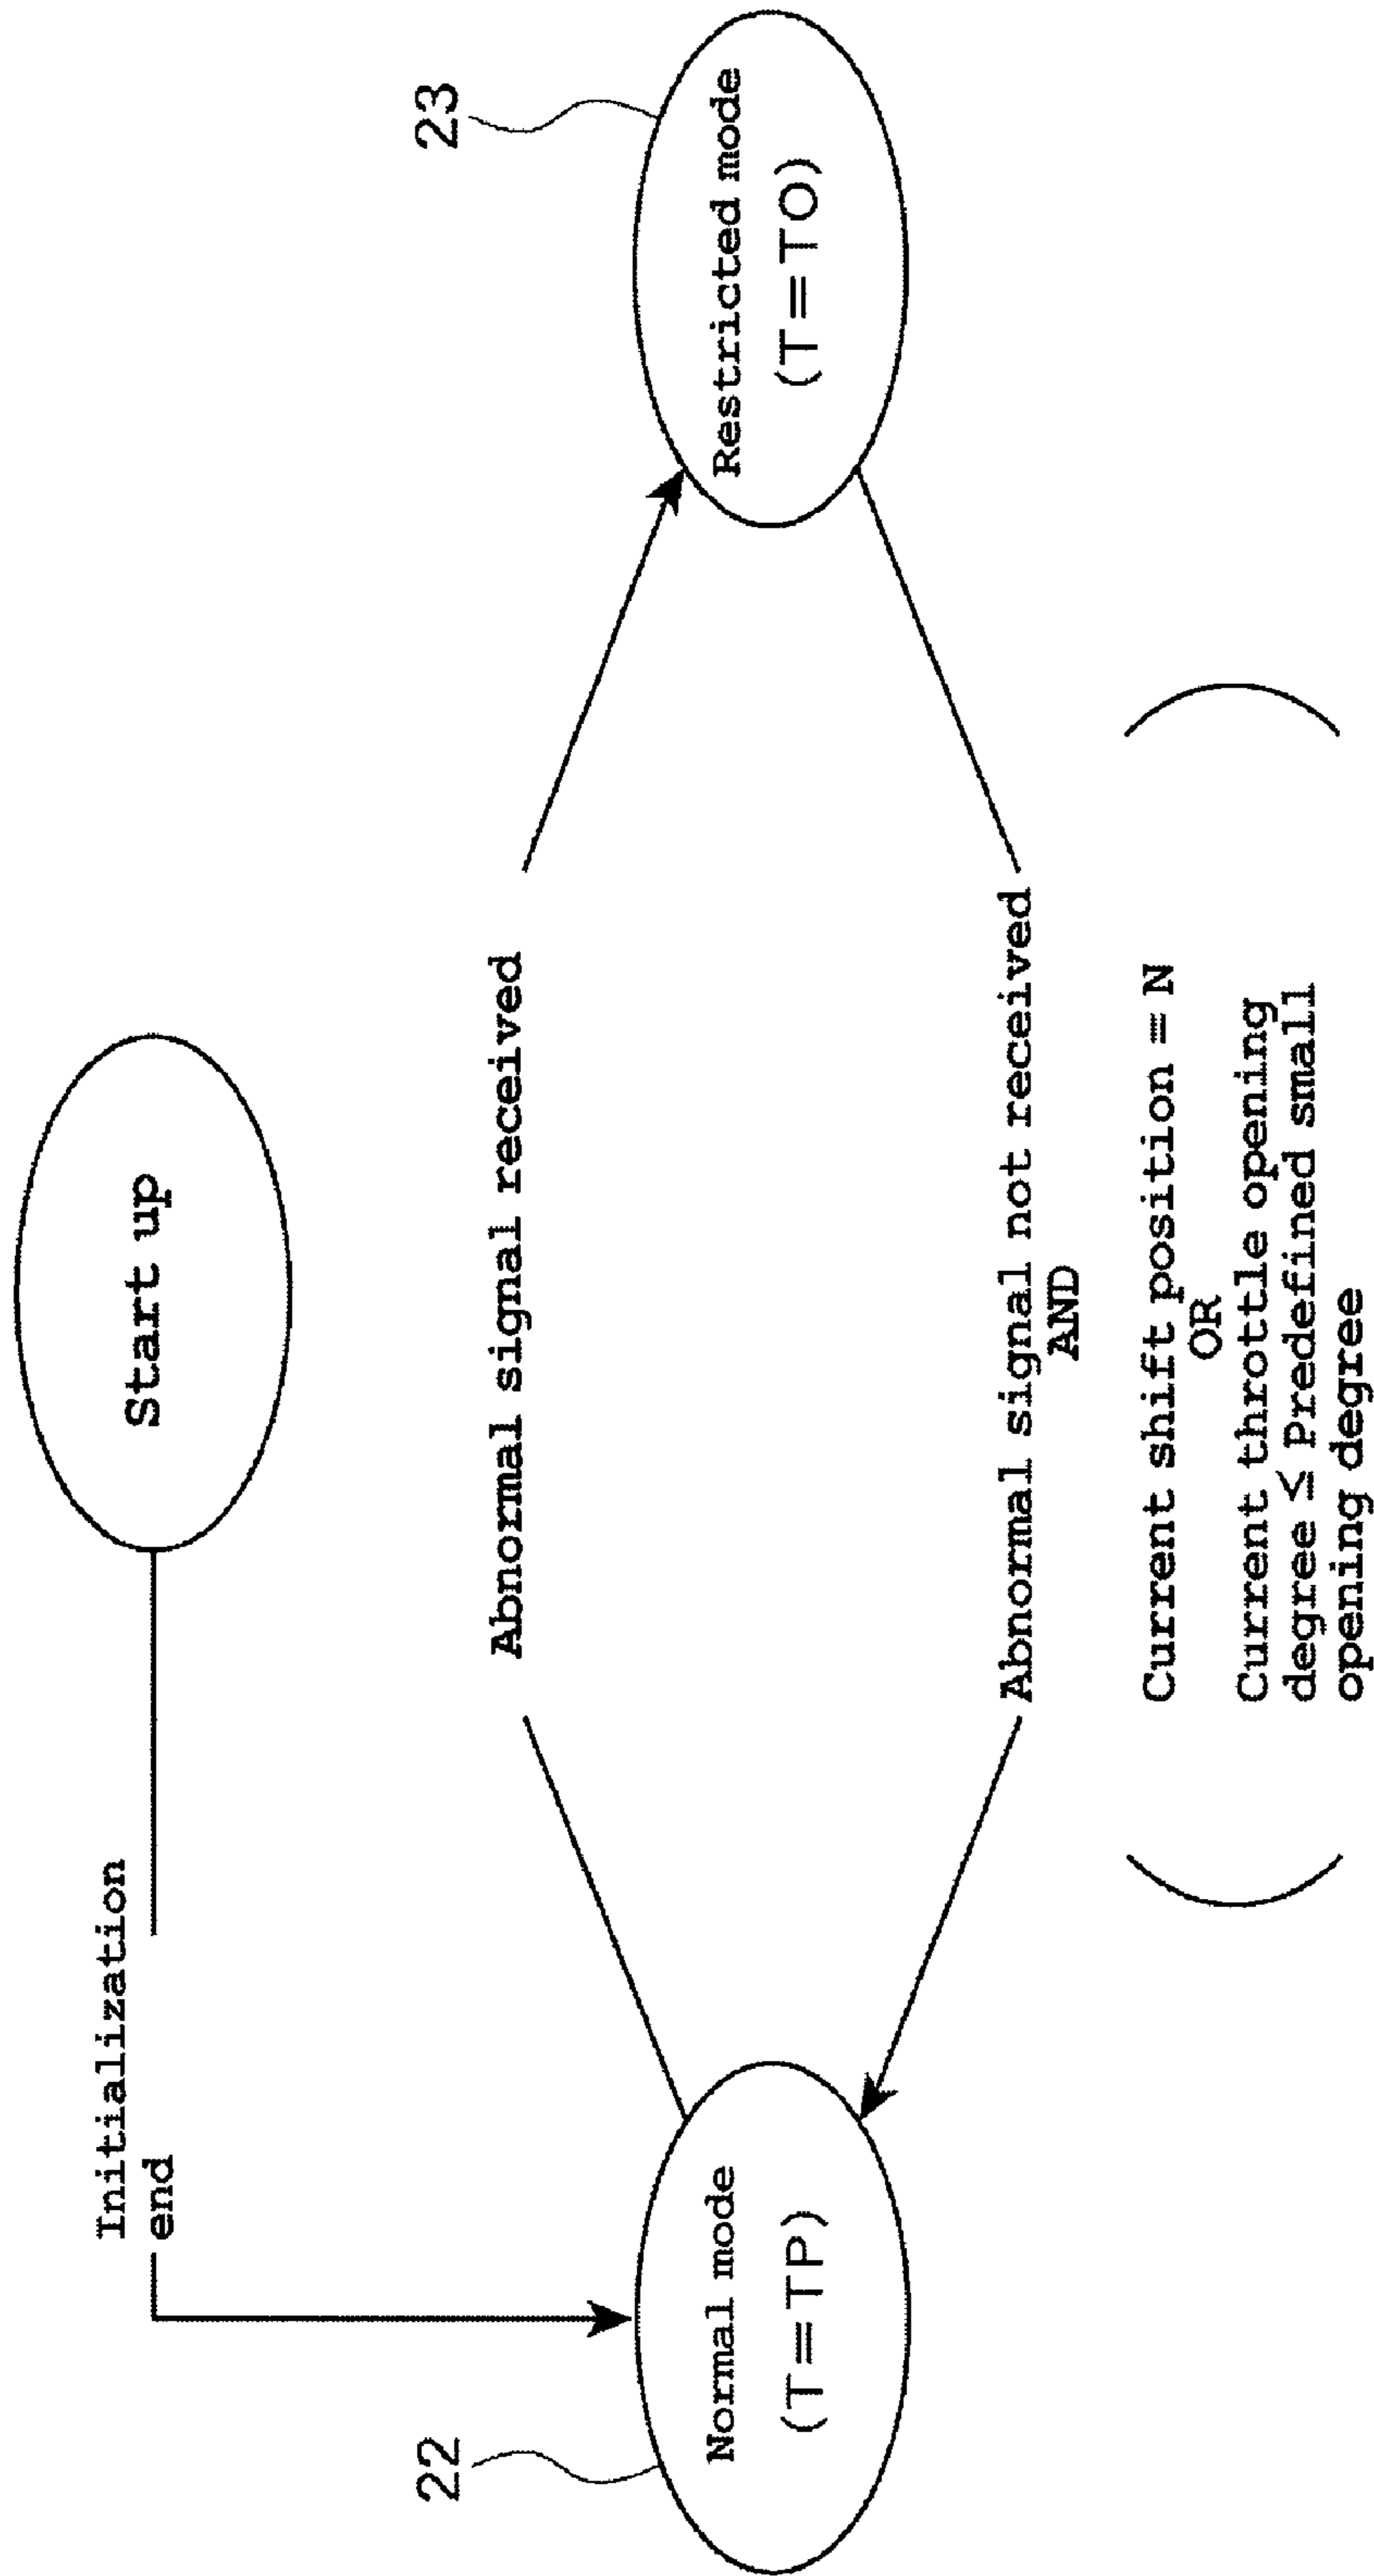 Start up
Initialization
end
22
Normal mode
(T=TP)
Abnormal signal received
23
Restricted mode
(T=TO)
Abnormal signal not received
AND
Current shift position = N
OR
Current throttle opening
degree ≤ Predefined small
opening degree